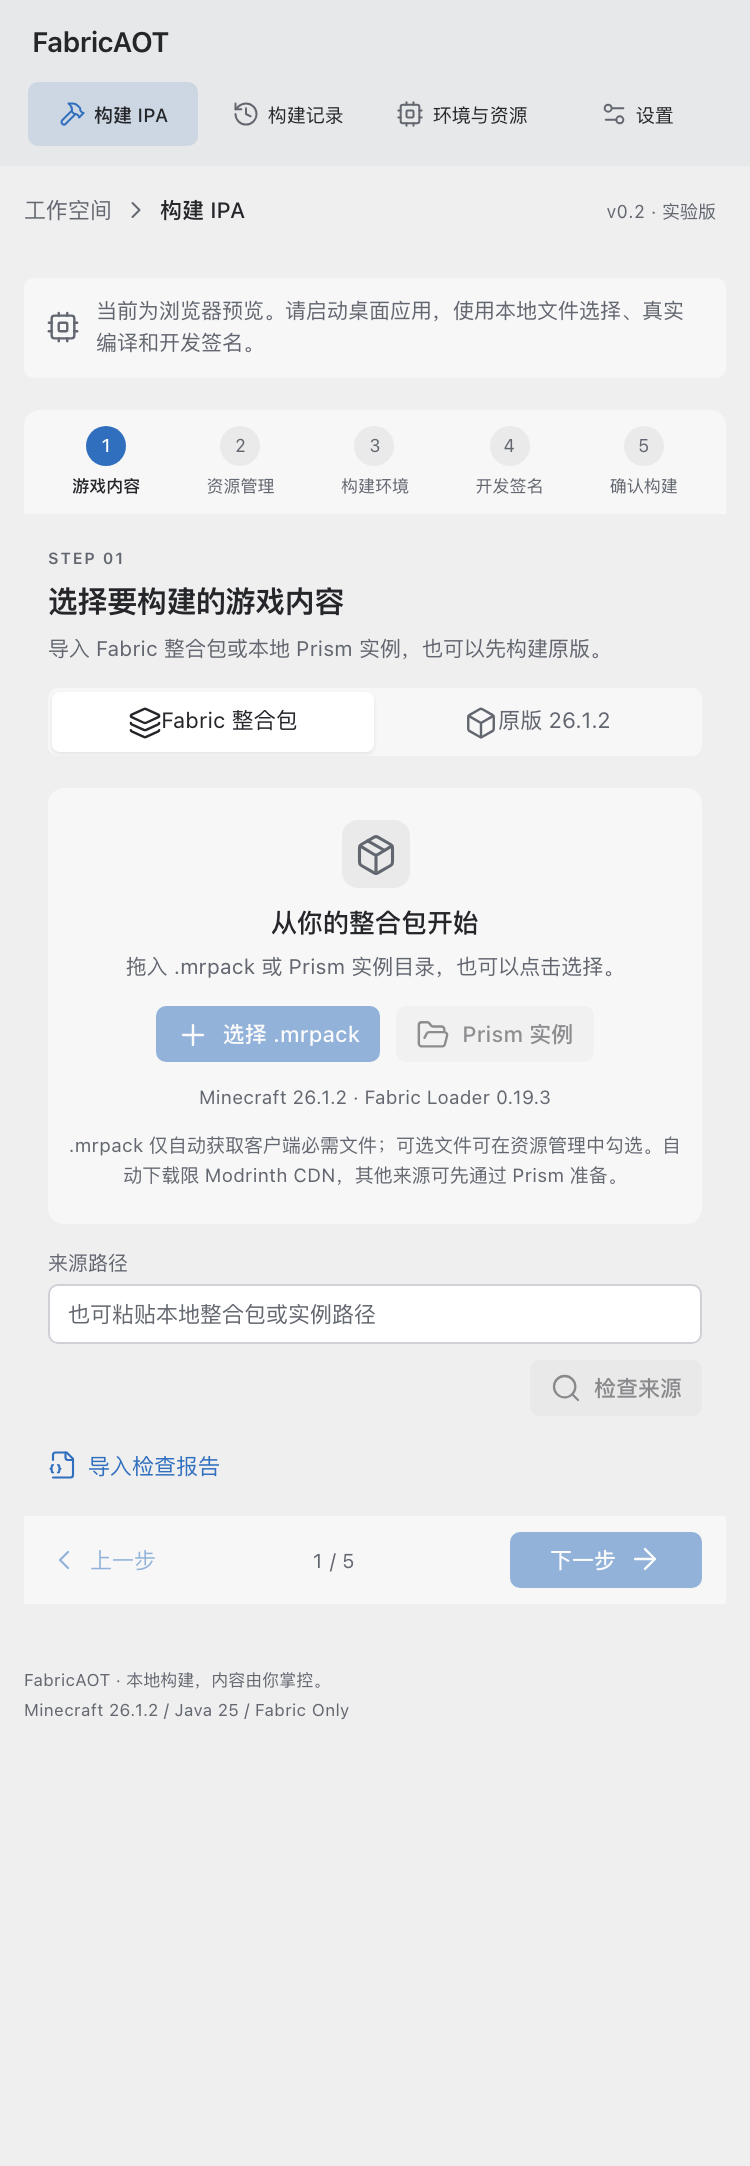 FabricAOT
构建 IPA
构建记录
环境与资源
设置
工作空间 > 构建 IPA
v0.2 · 实验版
当前为浏览器预览。请启动桌面应用，使用本地文件选择、真实
编译和开发签名。
1
2
3
4
5
游戏内容
资源管理
构建环境
开发签名
确认构建
STEP 01
选择要构建的游戏内容
导入 Fabric 整合包或本地 Prism 实例，也可以先构建原版。
Fabric 整合包
原版 26.1.2
从你的整合包开始
拖入 .mrpack 或 Prism 实例目录，也可以点击选择。
选择 .mrpack
Prism 实例
Minecraft 26.1.2 · Fabric Loader 0.19.3
.mrpack 仅自动获取客户端必需文件；可选文件可在资源管理中勾选。自
动下载限 Modrinth CDN，其他来源可先通过 Prism 准备。
来源路径
也可粘贴本地整合包或实例路径
检查来源
导入检查报告
上一步
1 / 5
下一步
FabricAOT · 本地构建，内容由你掌控。
Minecraft 26.1.2 / Java 25 / Fabric Only